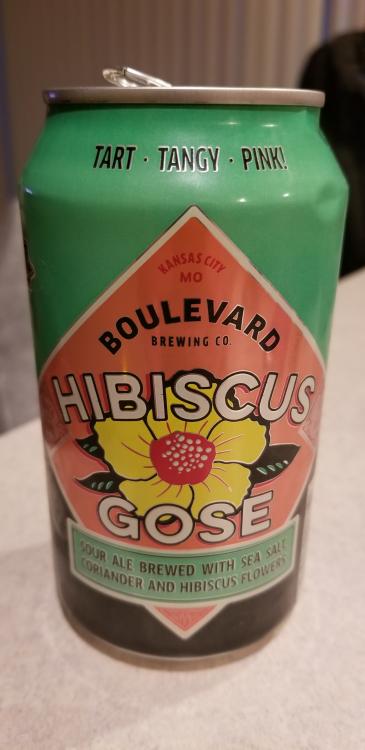 TART · TANGY · PINK!
KANSAS CITY
MO
BOULEVARD
BREWING CO.
HIBISCUS
GOSE
SOUR ALE BREWED WITH SEA SALT
CORIANDER AND HIBISCUS FLOWERS